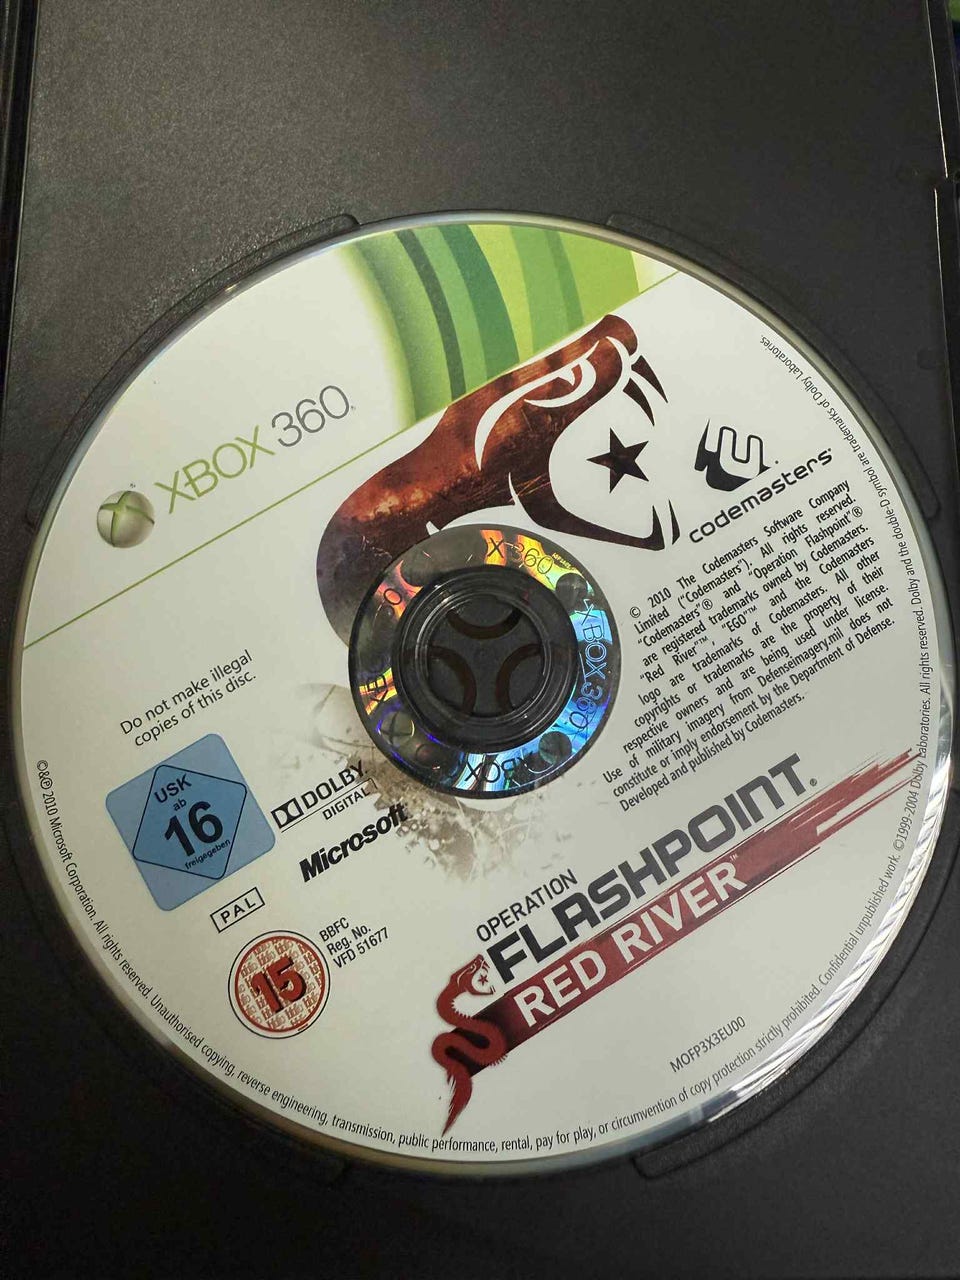 XBOX 360
codemasters®
© 2010 The Codemasters Software Company
Limited ("Codemasters"). All rights reserved.
"Codemasters"® and "Operation Flashpoint"®
are registered trademarks owned by Codemasters.
"Red River"™, "EGO"™ and the Codemasters
logo are trademarks of Codemasters. All other
copyrights or trademarks are the property of their
respective owners and are being used under license.
Use of military imagery from Defenseimagery.mil does not
constitute or imply endorsement by the Department of Defense.
Developed and published by Codemasters.
Do not make illegal
copies of this disc.
USK
ab
16
freigegeben
DOLBY
DIGITAL
Microsoft
PAL
15
BBFC
Reg. No.
VFD 51677
OPERATION
FLASHPOINT®
RED RIVER™
MOFP3X3EU00
©&℗ 2010 Microsoft Corporation. All rights reserved. Unauthorised copying, reverse engineering, transmission, public performance, rental, pay for play, or circumvention of copy protection strictly prohibited. Confidential unpublished work. ©1999-2004 Dolby Laboratories. All rights reserved. Dolby and the double-D symbol are trademarks of Dolby Laboratories.
X 360
XBOX 360
XBOX